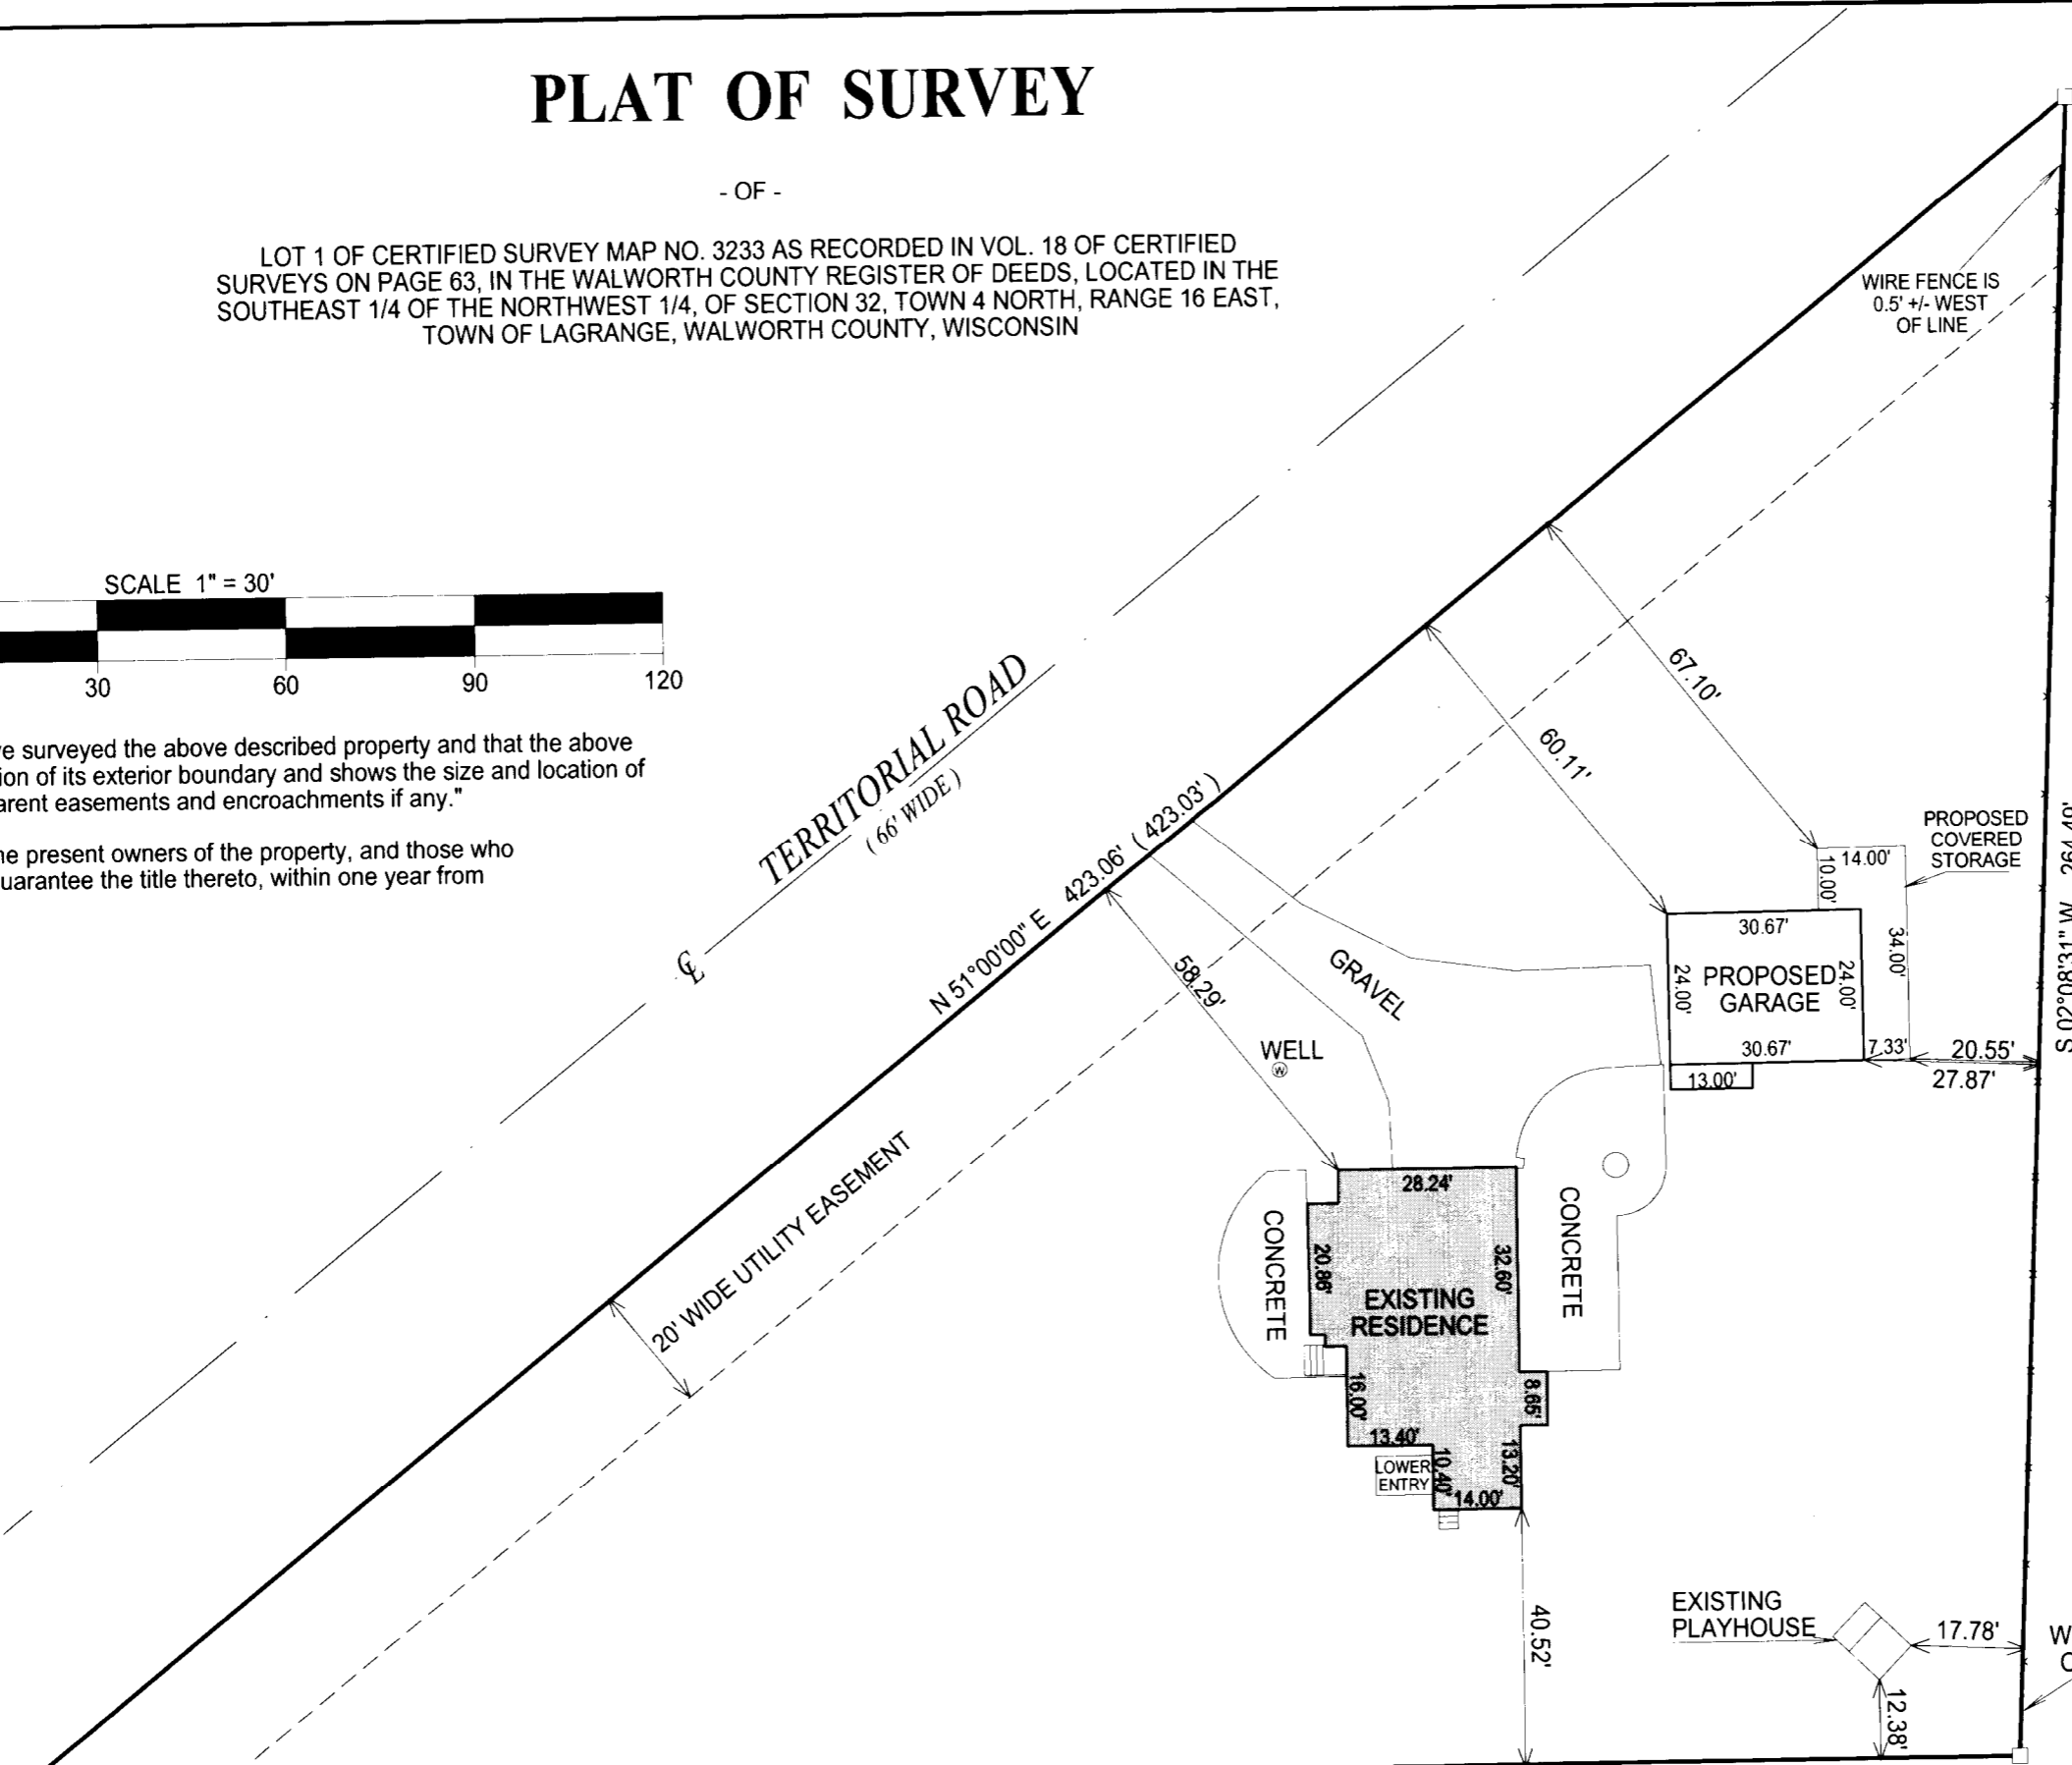 PLAT OF SURVEY
- OF -
LOT 1 OF CERTIFIED SURVEY MAP NO. 3233 AS RECORDED IN VOL. 18 OF CERTIFIED
SURVEYS ON PAGE 63, IN THE WALWORTH COUNTY REGISTER OF DEEDS, LOCATED IN THE
SOUTHEAST 1/4 OF THE NORTHWEST 1/4, OF SECTION 32, TOWN 4 NORTH, RANGE 16 EAST,
TOWN OF LAGRANGE, WALWORTH COUNTY, WISCONSIN
WIRE FENCE IS
0.5' +/- WEST
OF LINE
SCALE 1" = 30'
30 60 90 120
surveyed the above described property and that the above
of its exterior boundary and shows the size and location of
easements and encroachments if any."
present owners of the property, and those who
the title thereto, within one year from
TERRITORIAL ROAD
( 66' WIDE )
℄
N 51°00'00" E 423.06' ( 423.03' )
67.10'
60.11'
58.29'
20' WIDE UTILITY EASEMENT
PROPOSED
COVERED
STORAGE
14.00'
10.00'
34.00'
30.67'
24.00'
PROPOSED
GARAGE
24.00'
30.67'
7.33'
20.55'
27.87'
13.00'
S 02°08'31" W
GRAVEL
WELL
W
CONCRETE
28.24'
20.86'
32.60'
EXISTING
RESIDENCE
CONCRETE
16.00'
8.65'
13.40'
10.40'
13.20'
14.00'
LOWER
ENTRY
40.52'
EXISTING
PLAYHOUSE
17.78'
12.38'